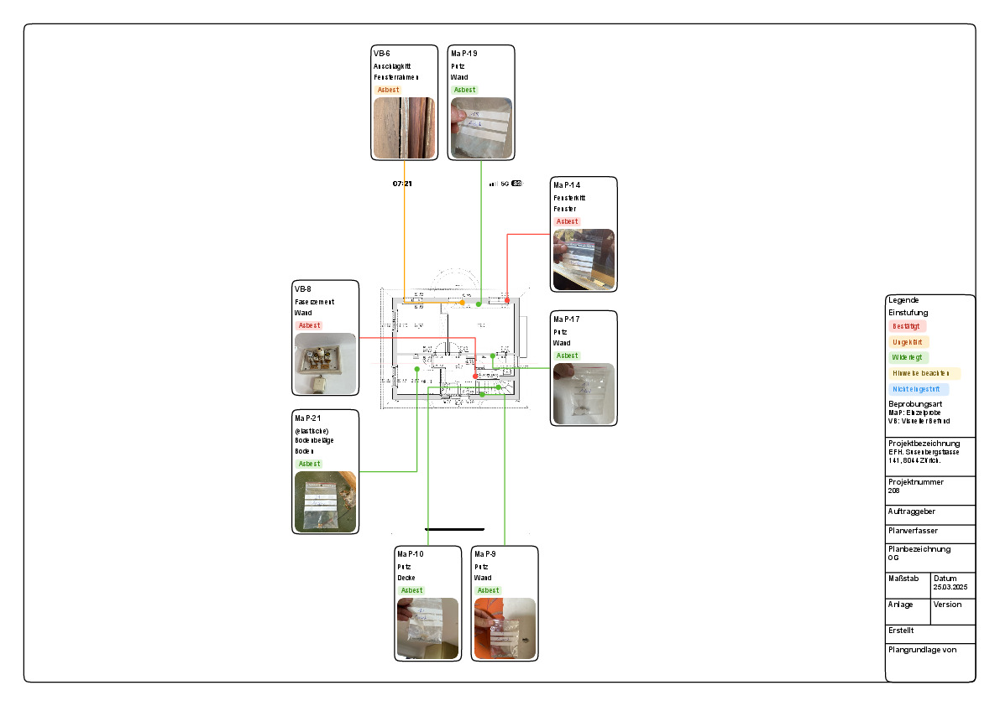 VB-6
Anschlagkitt
Fensterrahmen
Asbest
MaP-19
Putz
Wand
Asbest
07:21
5G 83
MaP-14
Fensterkitt
Fenster
Asbest
VB-8
Faserzement
Wand
Asbest
MaP-17
Putz
Wand
Asbest
MaP-21
(elastische)
Bodenbeläge
Boden
Asbest
MaP-10
Putz
Decke
Asbest
MaP-9
Putz
Wand
Asbest
Legende
Einstufung
Bestätigt
Ungeklärt
Widerlegt
Hinweise beachten
Nicht eingestuft
Beprobungsart
MaP: Einzelprobe
VB: Visueller Befund
Projektbezeichnung
EFH. Susenbergstrasse
141, 8044 Zürich.
Projektnummer
208
Auftraggeber
Planverfasser
Planbezeichnung
OG
Maßstab
Datum
25.03.2025
Anlage
Version
Erstellt
Plangrundlage von